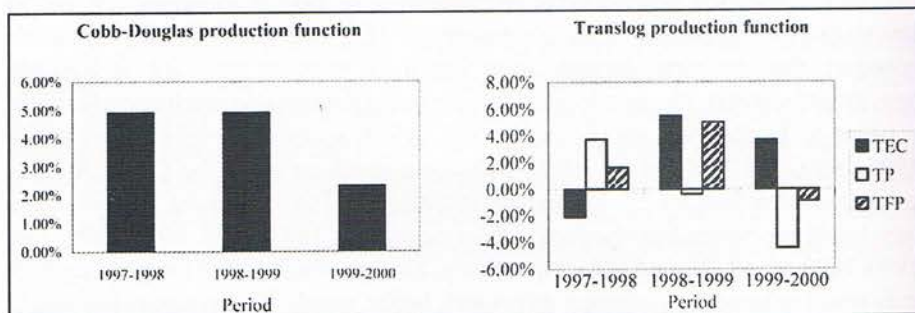 Cobb-Douglas production function
6.00%
5.00%
4.00%
3.00%
2.00%
1.00%
0.00%
1997-1998 1998-1999 1999-2000
Period
Translog production function
8.00%
6.00%
4.00%
2.00%
0.00%
-2.00%
-4.00%
-6.00%
1997-1998 1998-1999 1999-2000
Period
TEC
TP
TFP